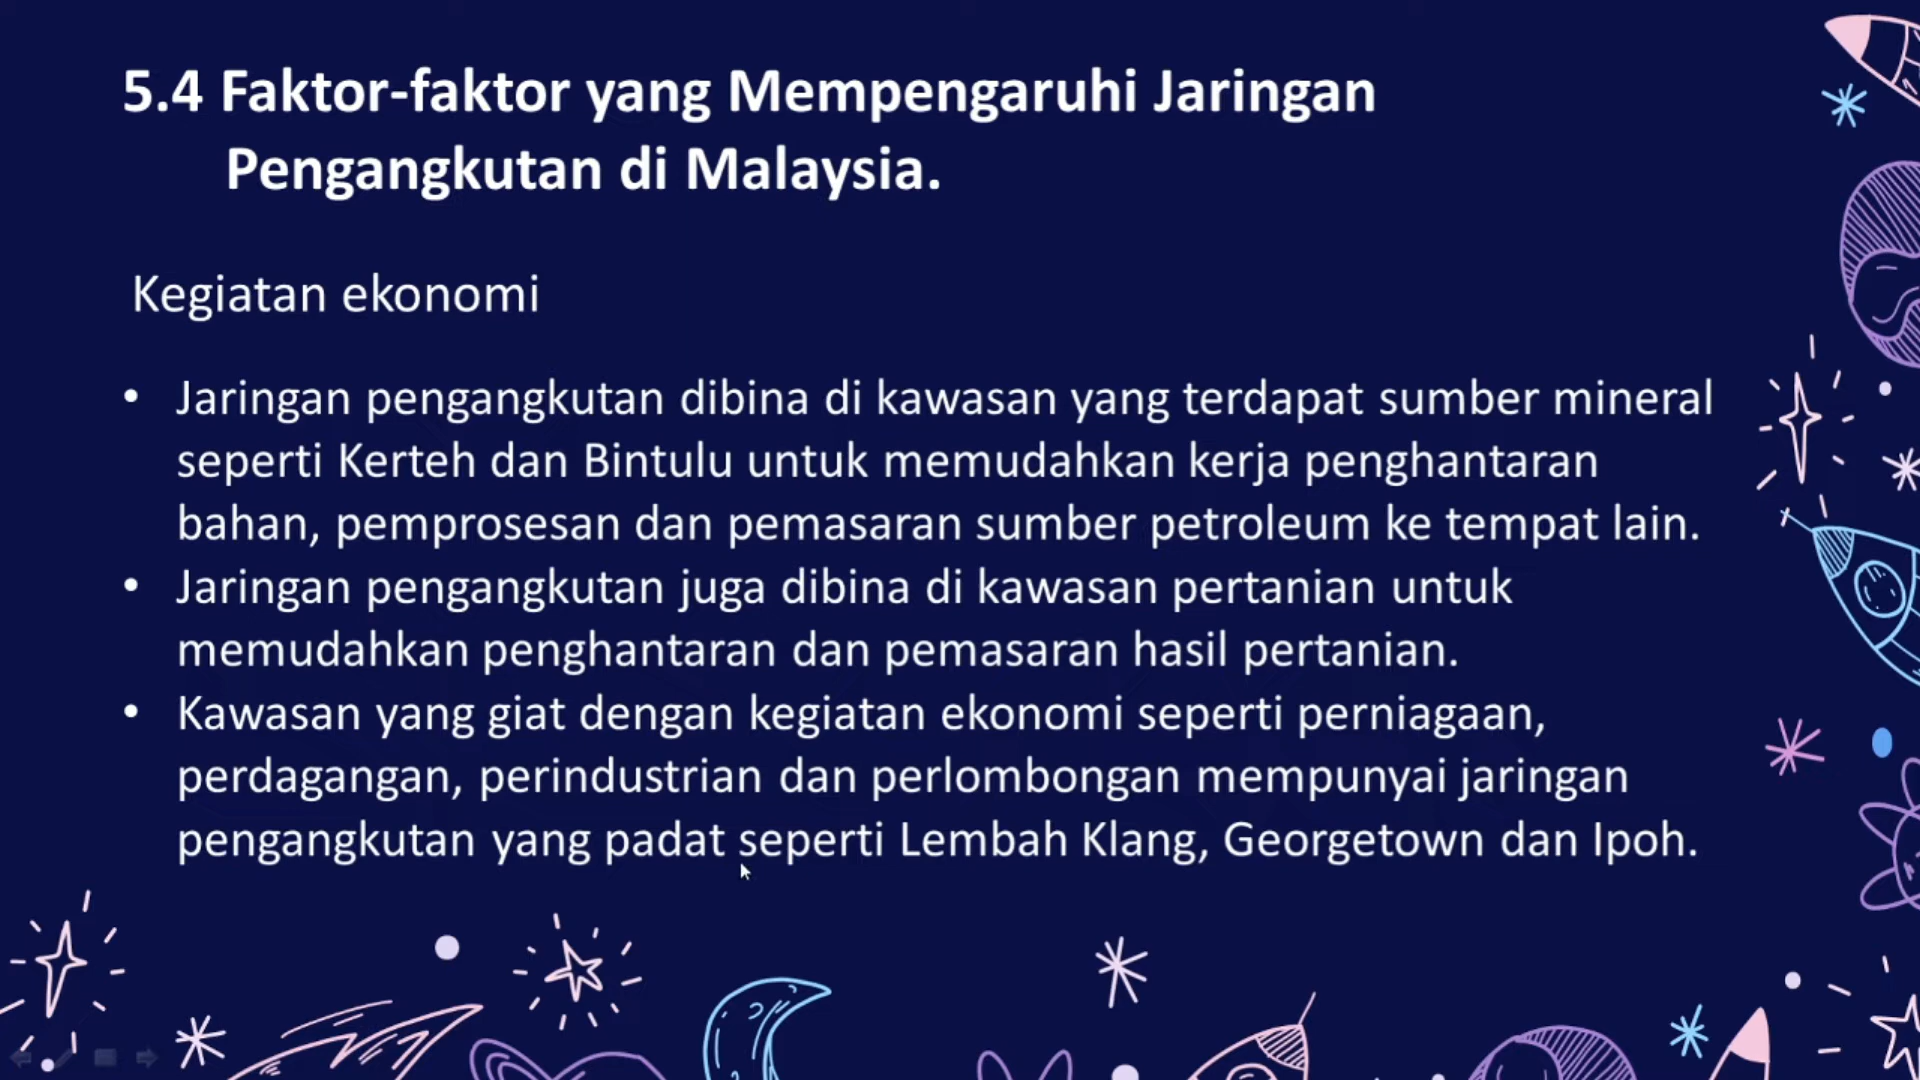 5.4 Faktor-faktor yang Mempengaruhi Jaringan
Pengangkutan di Malaysia.
Kegiatan ekonomi
• Jaringan pengangkutan dibina di kawasan yang terdapat sumber mineral
seperti Kerteh dan Bintulu untuk memudahkan kerja penghantaran
bahan, pemprosesan dan pemasaran sumber petroleum ke tempat lain.
• Jaringan pengangkutan juga dibina di kawasan pertanian untuk
memudahkan penghantaran dan pemasaran hasil pertanian.
• Kawasan yang giat dengan kegiatan ekonomi seperti perniagaan,
perdagangan, perindustrian dan perlombongan mempunyai jaringan
pengangkutan yang padat seperti Lembah Klang, Georgetown dan Ipoh.